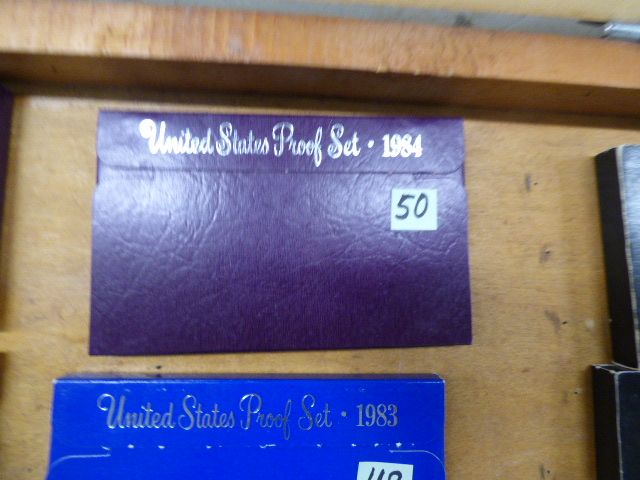 United States Proof Set · 1984
50
United States Proof Set · 1983